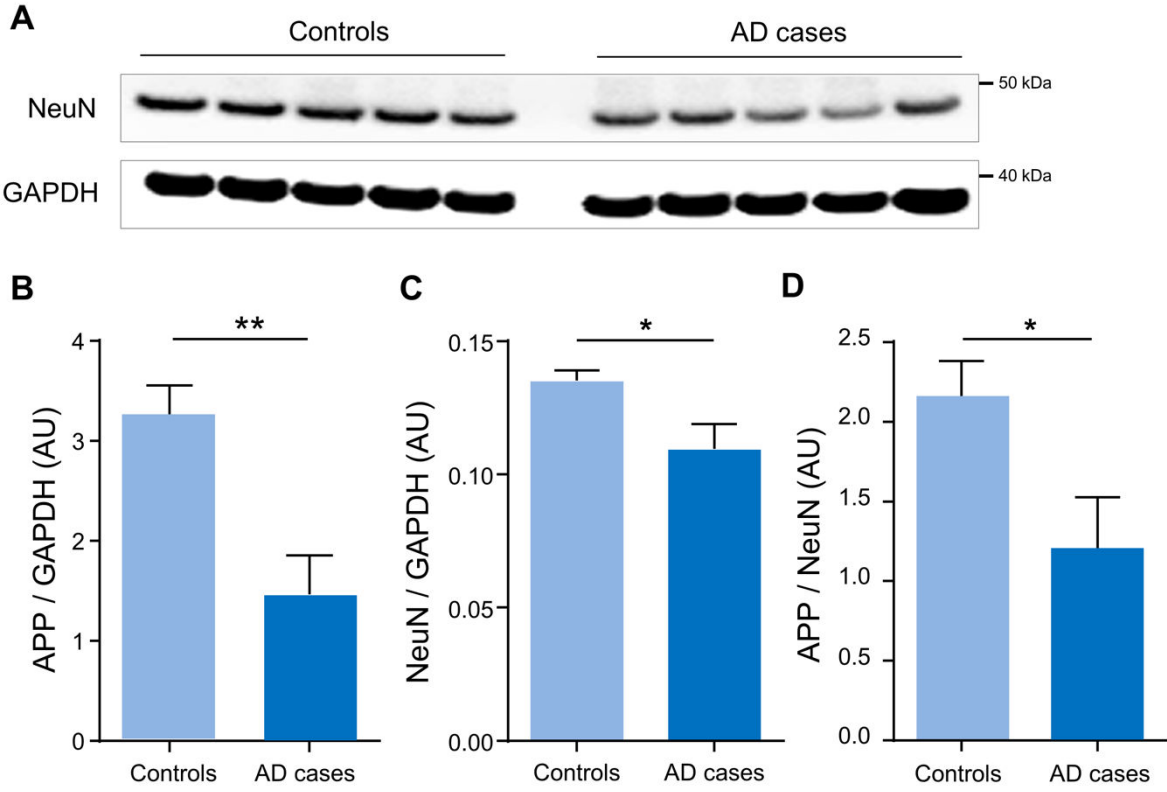 A
Controls
AD cases
NeuN
50 kDa
GAPDH
40 kDa
B
**
APP / GAPDH (AU)
4
3
2
1
0
Controls
AD cases
C
*
NeuN / GAPDH (AU)
0.15
0.10
0.05
0.00
Controls
AD cases
D
*
APP / NeuN (AU)
2.5
2.0
1.5
1.0
0.5
0.0
Controls
AD cases